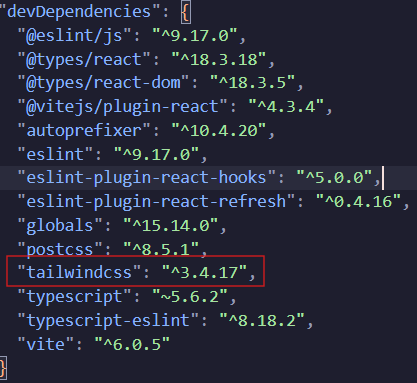 "devDependencies": {
"@eslint/js": "^9.17.0",
"@types/react": "^18.3.18",
"@types/react-dom": "^18.3.5",
"@vitejs/plugin-react": "^4.3.4",
"autoprefixer": "^10.4.20",
"eslint": "^9.17.0",
"eslint-plugin-react-hooks": "^5.0.0",
"eslint-plugin-react-refresh": "^0.4.16",
"globals": "^15.14.0",
"postcss": "^8.5.1",
"tailwindcss": "^3.4.17",
"typescript": "~5.6.2",
"typescript-eslint": "^8.18.2",
"vite": "^6.0.5"
}